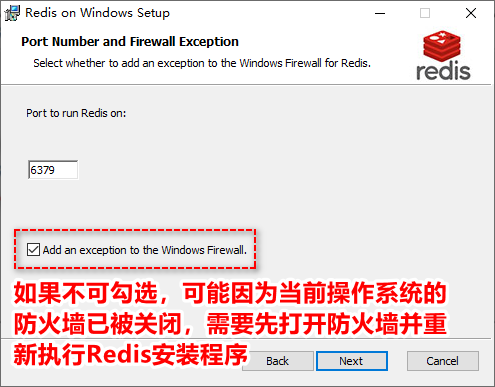 Redis on Windows Setup
Port Number and Firewall Exception
Select whether to add an exception to the Windows Firewall for Redis.
redis
Port to run Redis on:
6379
Add an exception to the Windows Firewall.
如果不可勾选，可能因为当前操作系统的
防火墙已被关闭，需要先打开防火墙并重
新执行Redis安装程序
Back Next Cancel